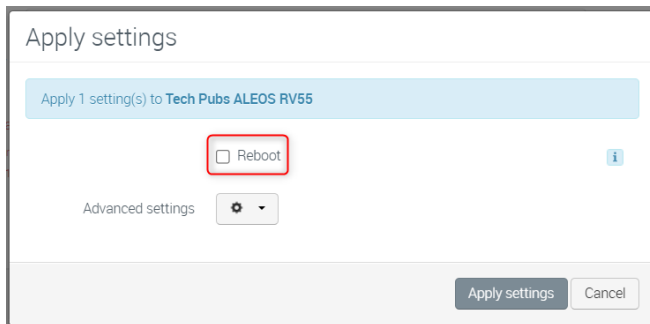 Apply settings
Apply 1 setting(s) to Tech Pubs ALEOS RV55
Reboot
i
Advanced settings
Apply settings Cancel